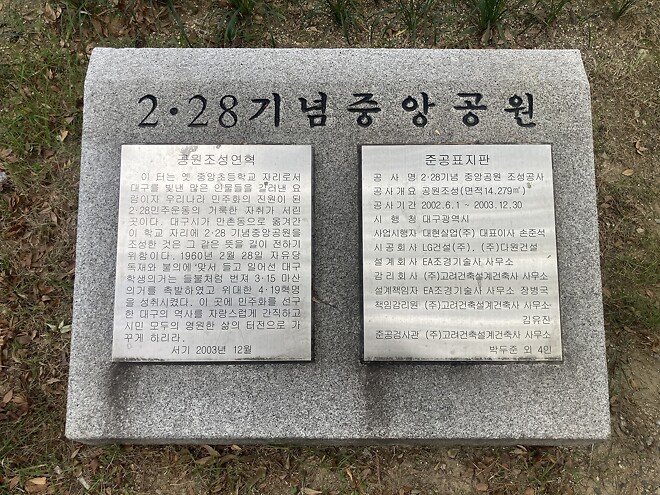 2·28기념중앙공원
공원조성연혁
이 터는 옛 중앙초등학교 자리로서
대구를 빛낸 많은 인물들을 길러낸 요
람이자 우리나라 민주화의 진원이 된
2·28민주운동의 거룩한 자취가 서린
곳이다. 대구시가 만촌동으로 옮겨간
이 학교 자리에 2·28 기념중앙공원을
조성한 것은 그 같은 뜻을 길이 전하기
위함이다. 1960년 2월 28일 자유당
독재와 불의에 맞서 들고 일어선 대구
학생의거는 들불처럼 번져 3·15 마산
의거를 촉발하였고 위대한 4·19혁명
을 성취시켰다. 이 곳에 민주화를 선구
한 대구의 역사를 자랑스럽게 간직하고
시민 모두의 영원한 삶의 터전으로 가
꾸게 하리라.
서기 2003년 12월
준공표지판
공 사 명 2·28기념 중앙공원 조성공사
공사개요 공원조성(면적14,279㎡)
공사기간 2002.6.1 ~ 2003.12.30
시 행 청 대구광역시
사업시행자 대현실업(주) 대표이사 손준석
시공회사 LG건설(주), (주)다원건설
설계회사 EA조경기술사 사무소
감리회사 (주)고려건축설계건축사 사무소
설계책임자 EA조경기술사 사무소 장병국
책임감리원 (주)고려건축설계건축사 사무소
김유진
준공검사관 (주)고려건축설계건축사 사무소
박두준 외 4인